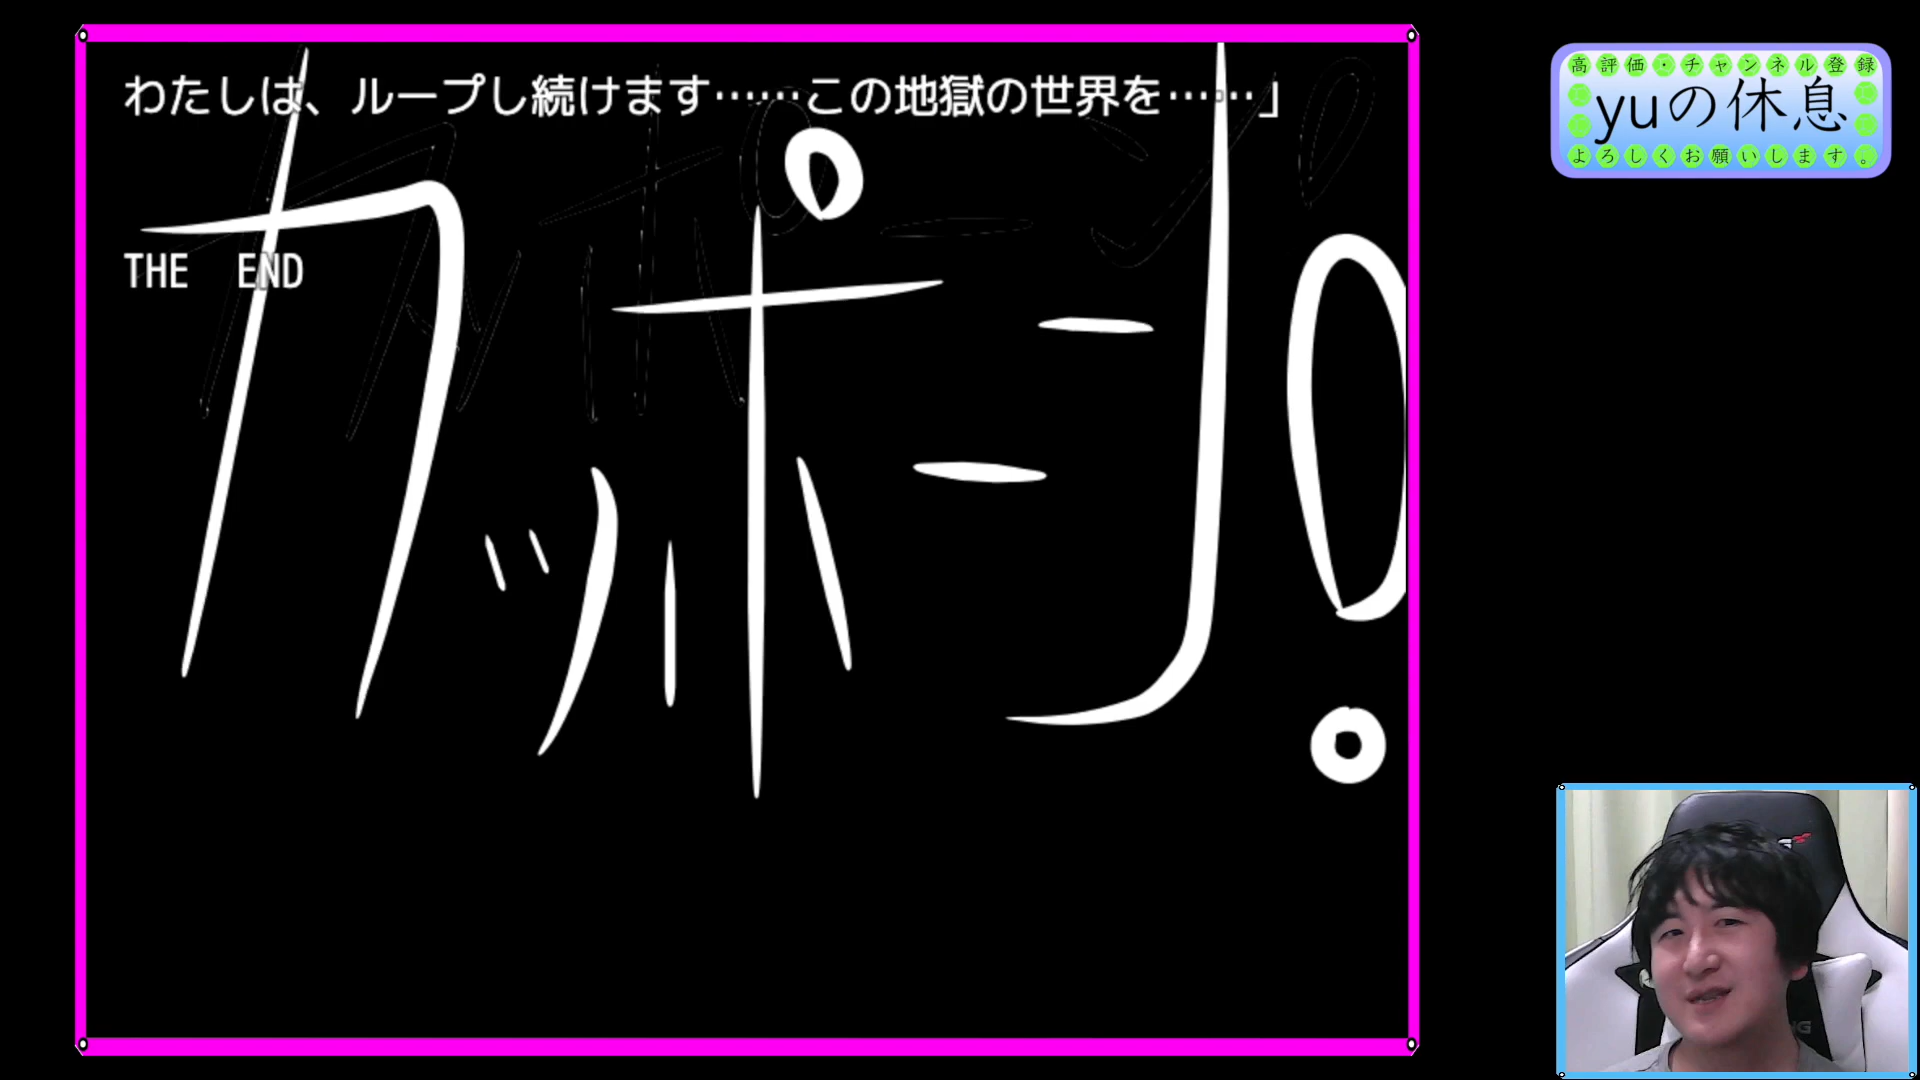 わたしは、ループし続けます……この地獄の世界を……」
THE END
カッポーン!
高評価・チャンネル登録
yuの休息
よろしくお願いします。